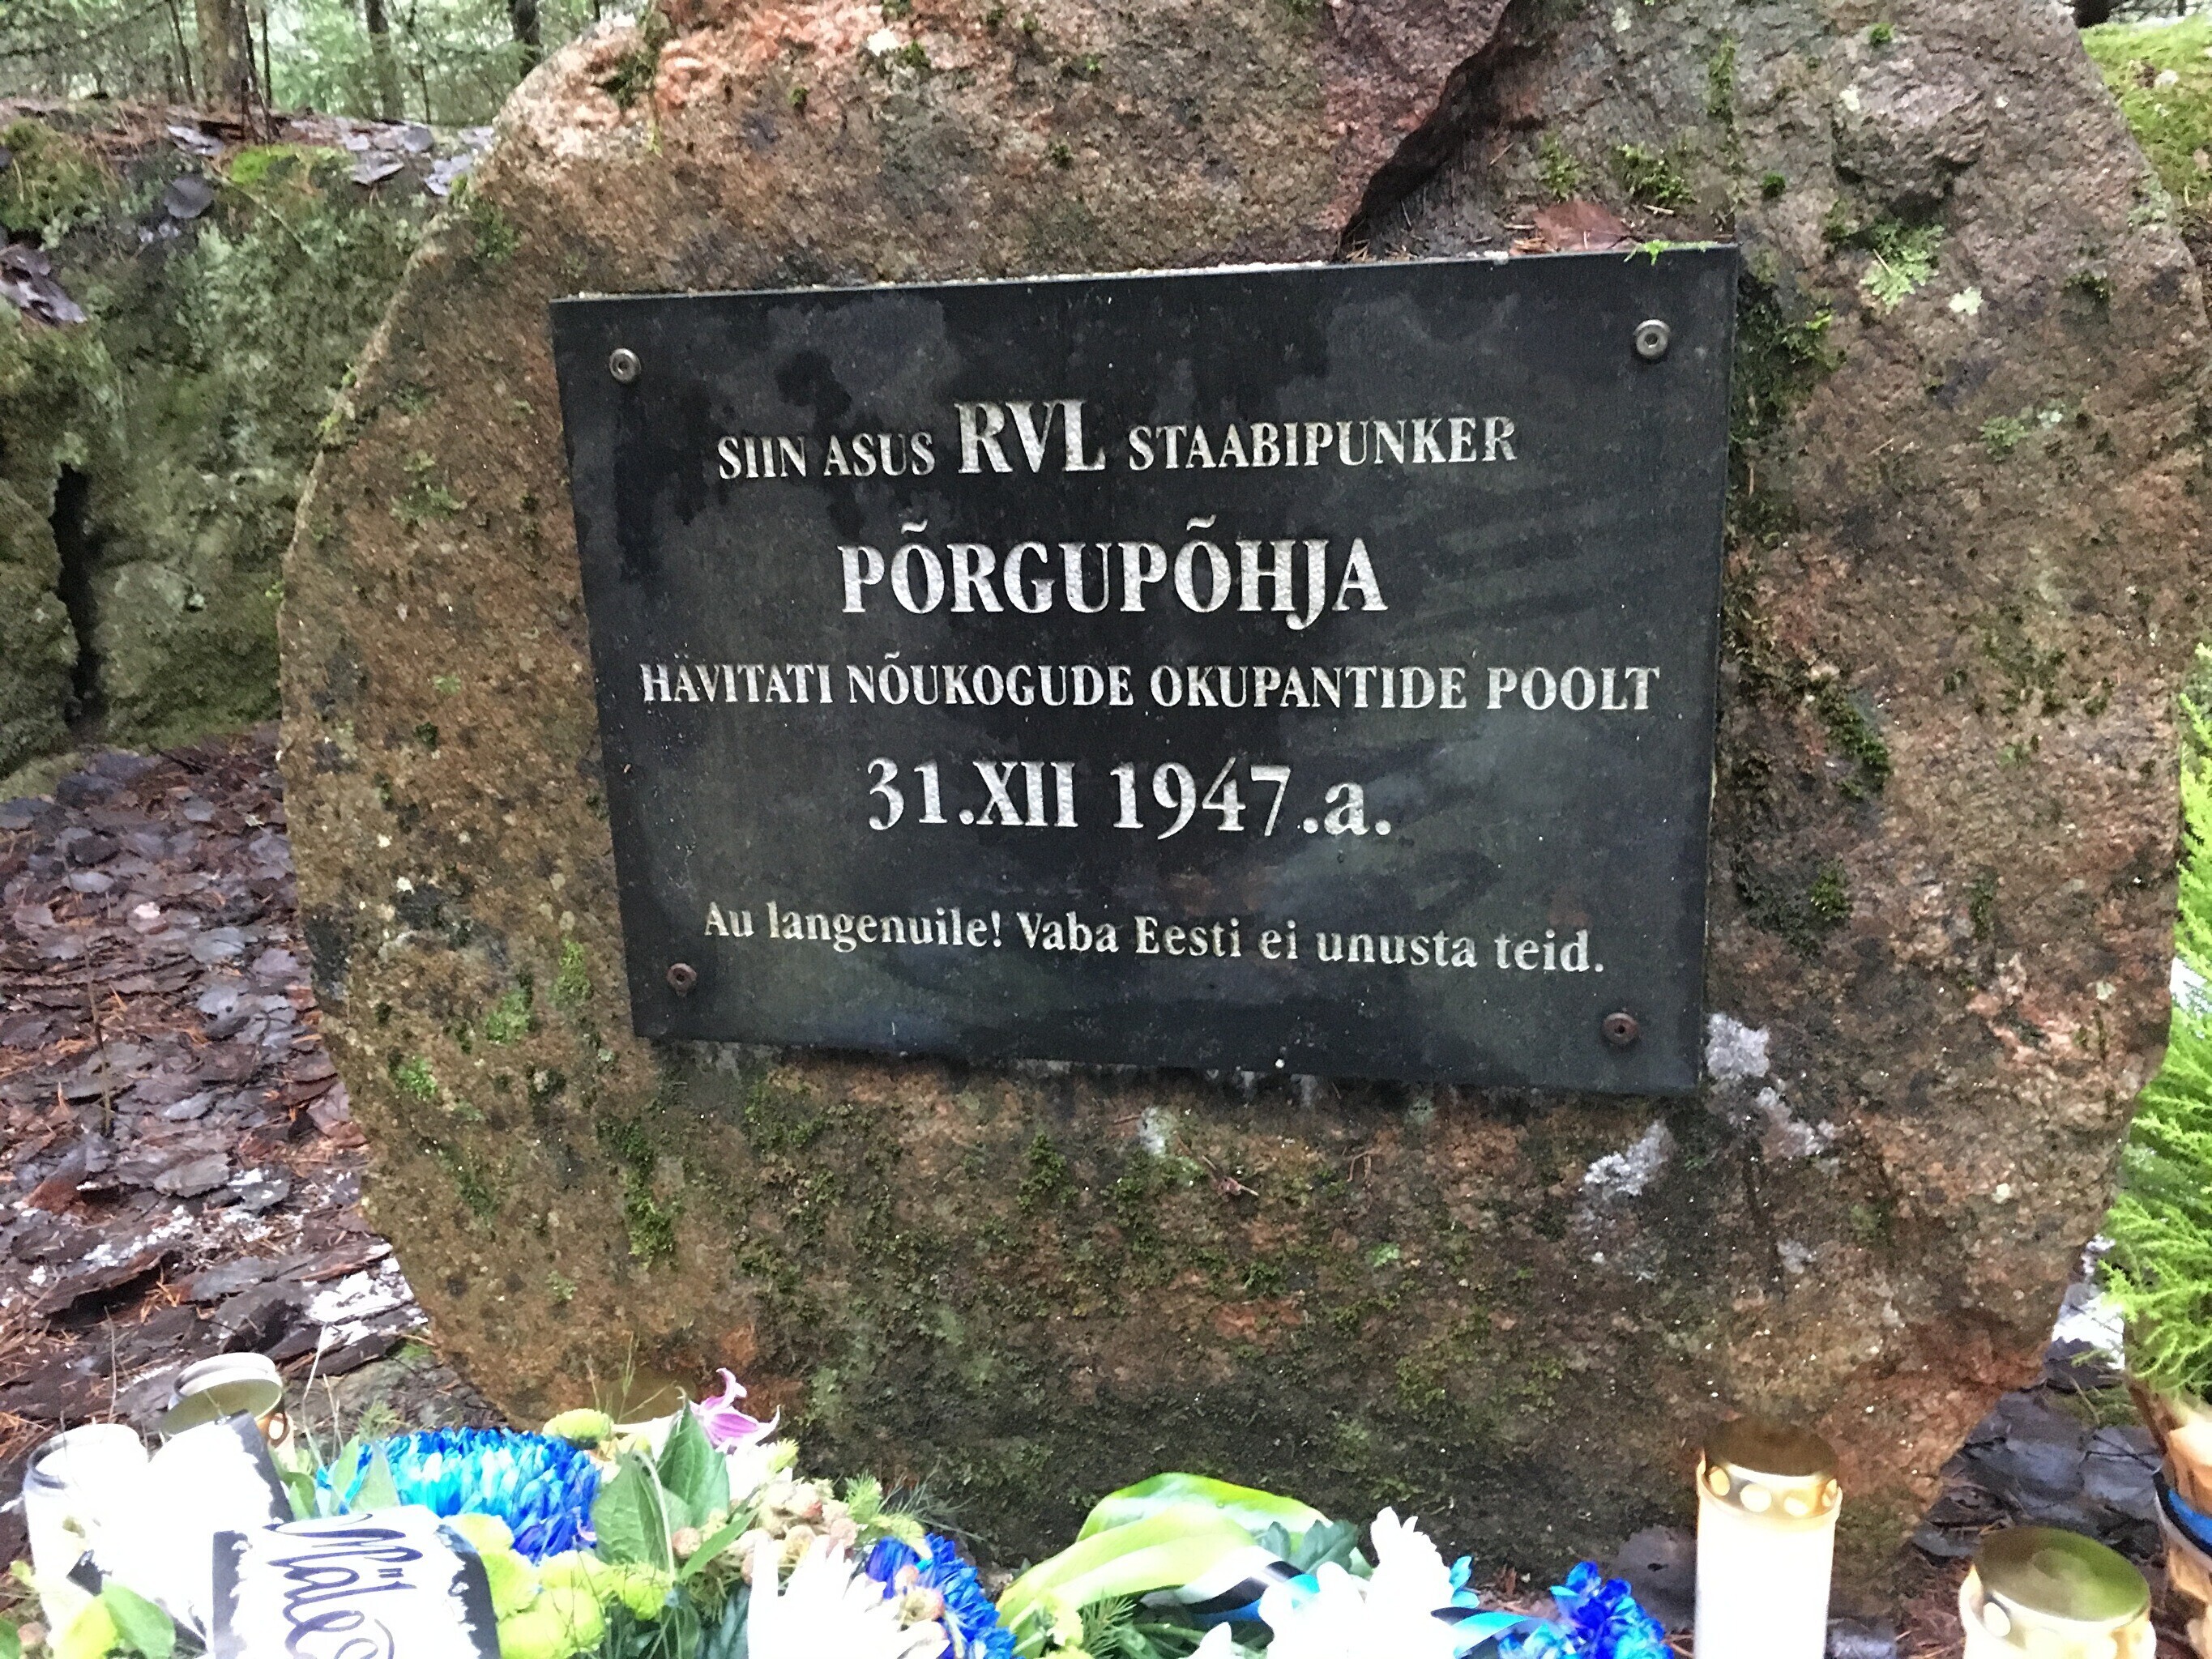 SIIN ASUS RVL STAABIPUNKER
PÕRGUPÕHJA
HÄVITATI NÕUKOGUDE OKUPANTIDE POOLT
31.XII 1947.a.
Au langenuile! Vaba Eesti ei unusta teid.